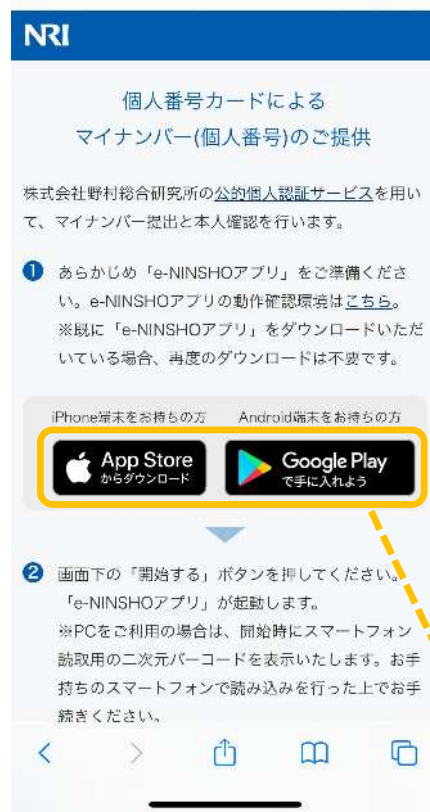 NRI
個人番号カードによる
マイナンバー(個人番号)のご提供
株式会社野村総合研究所の公的個人認証サービスを用い
て、マイナンバー提出と本人確認を行います。
1 あらかじめ「e-NINSHOアプリ」をご準備くださ
い。e-NINSHOアプリの動作確認環境はこちら。
※既に「e-NINSHOアプリ」をダウンロードいただ
いている場合、再度のダウンロードは不要です。
iPhone端末をお持ちの方 Android端末をお持ちの方
App Store
からダウンロード
Google Play
で手に入れよう
2 画面下の「開始する」ボタンを押してください。
「e-NINSHOアプリ」が起動します。
※PCをご利用の場合は、開始時にスマートフォン
読取用の二次元バーコードを表示いたします。お手
持ちのスマートフォンで読み込みを行った上でお手
続きください。